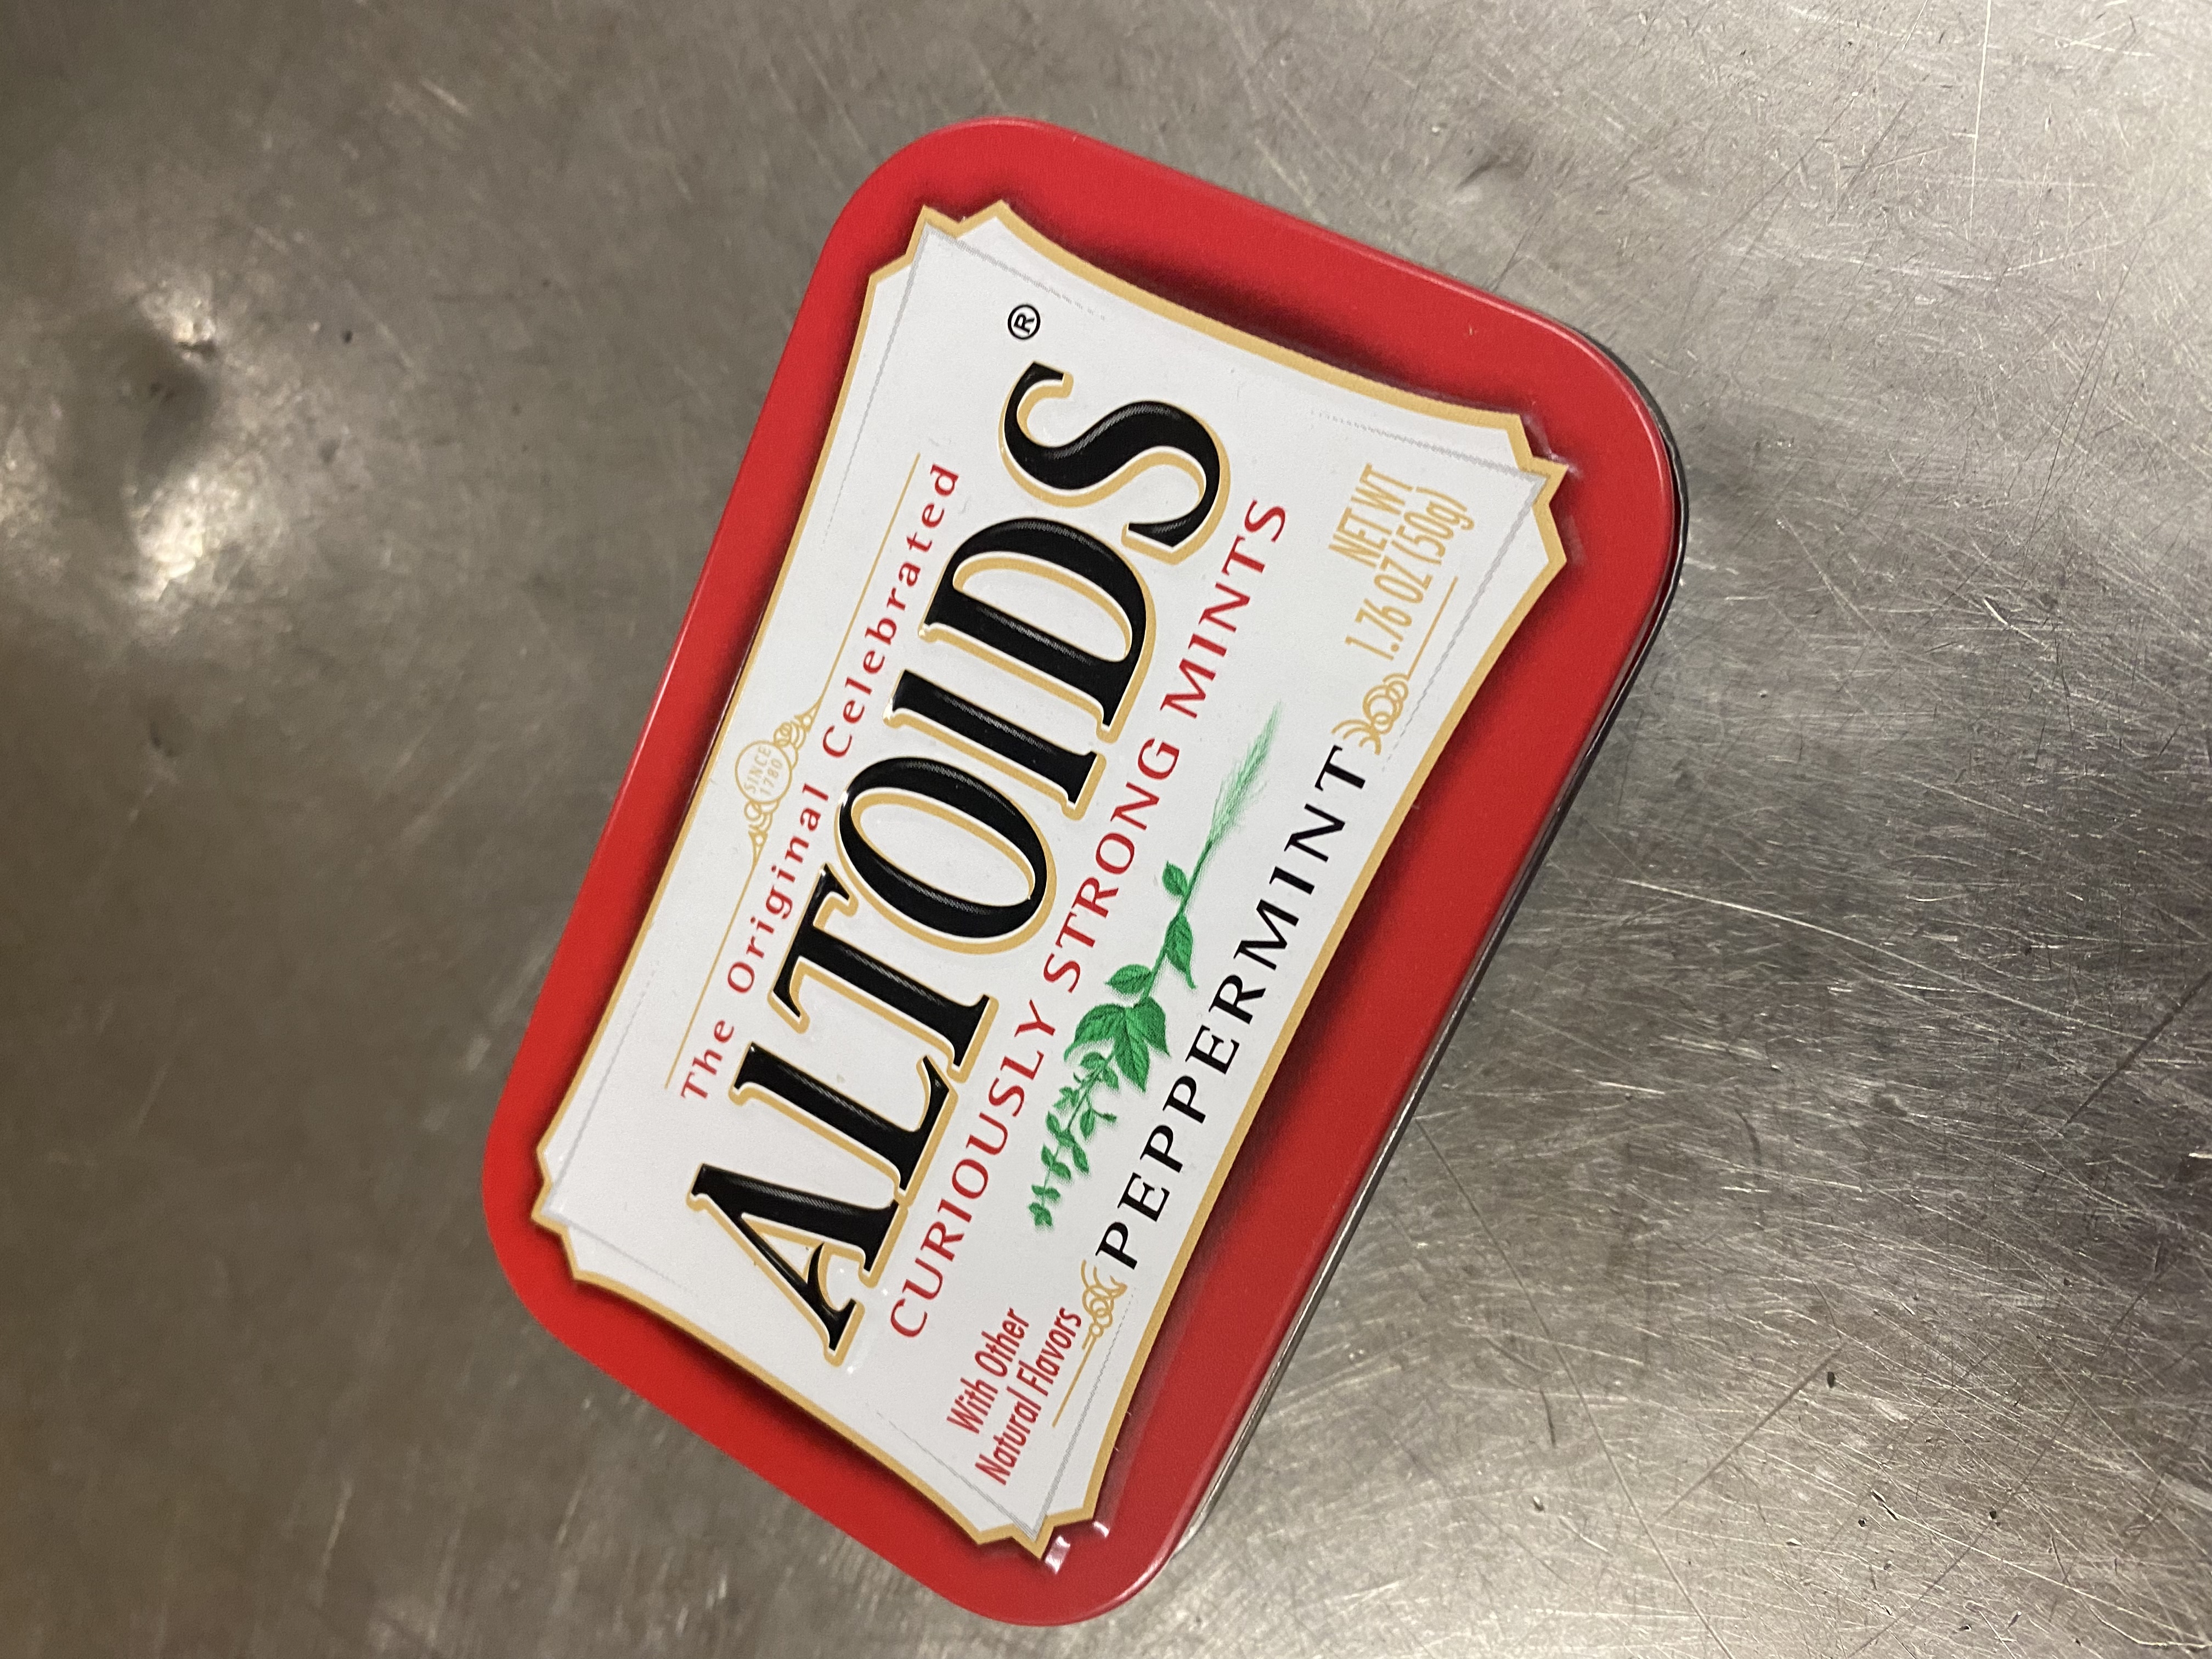 SINCE
1780
The Original Celebrated
ALTOIDS®
CURIOUSLY STRONG MINTS
With Other
Natural Flavors
PEPPERMINT
NET WT
1.76 OZ (50g)